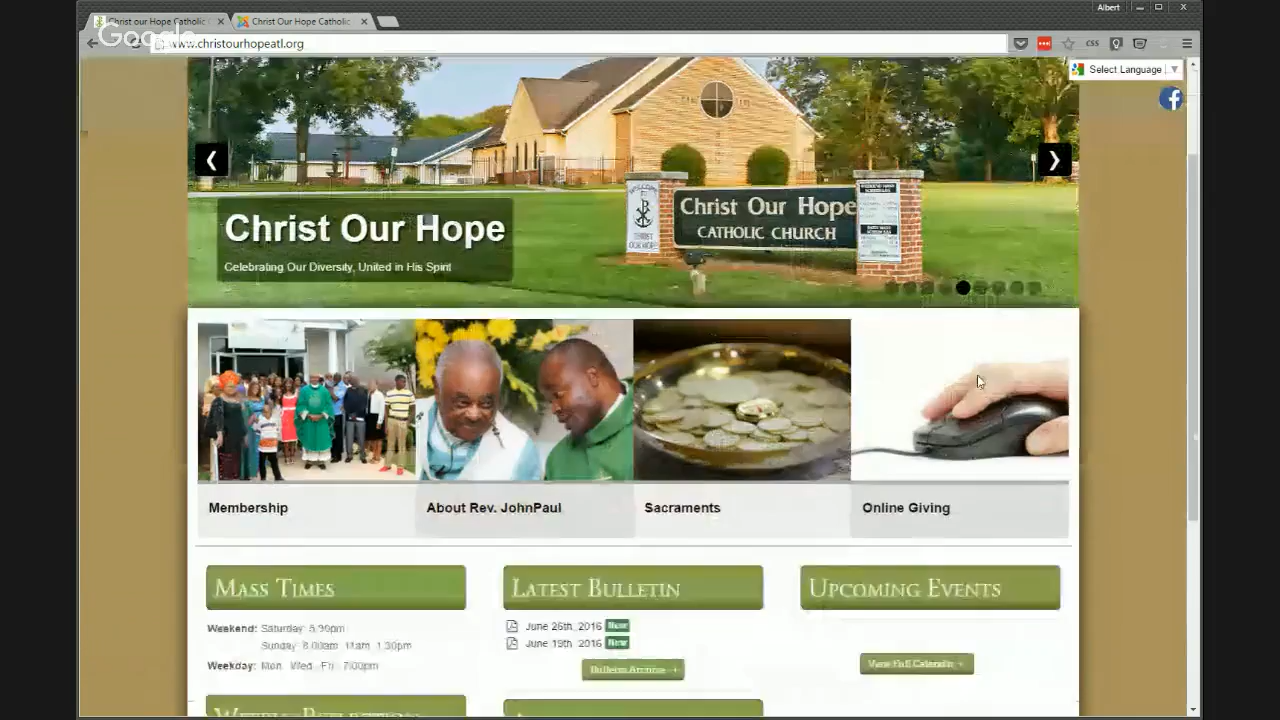 Albert
Christ our Hope Catholic
Christ Our Hope Catholic
Google
www.christourhopeatl.org
CSS
Select Language
Christ Our Hope
CATHOLIC CHURCH
Christ Our Hope
Celebrating Our Diversity, United in His Spirit
Membership
About Rev. JohnPaul
Sacraments
Online Giving
MASS TIMES
LATEST BULLETIN
UPCOMING EVENTS
Weekend: Saturday: 5:30pm
Sunday: 8:00am 11am 1:30pm
Weekday: Mon Wed Fri 7:00pm
June 26th, 2016 New
June 19th, 2016 New
Bulletin Archive +
View Full Calendar +